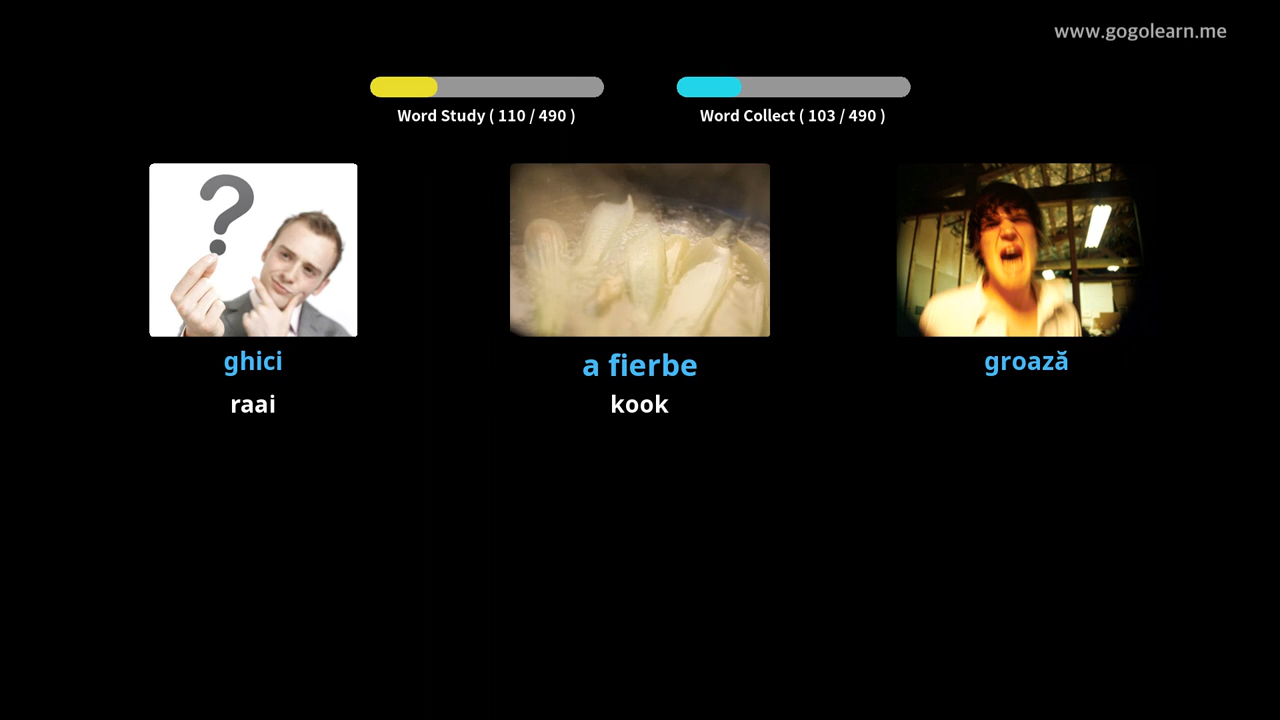 www.gogolearn.me
Word Study ( 110 / 490 )
Word Collect ( 103 / 490 )
ghici
a fierbe
groază
raai
kook